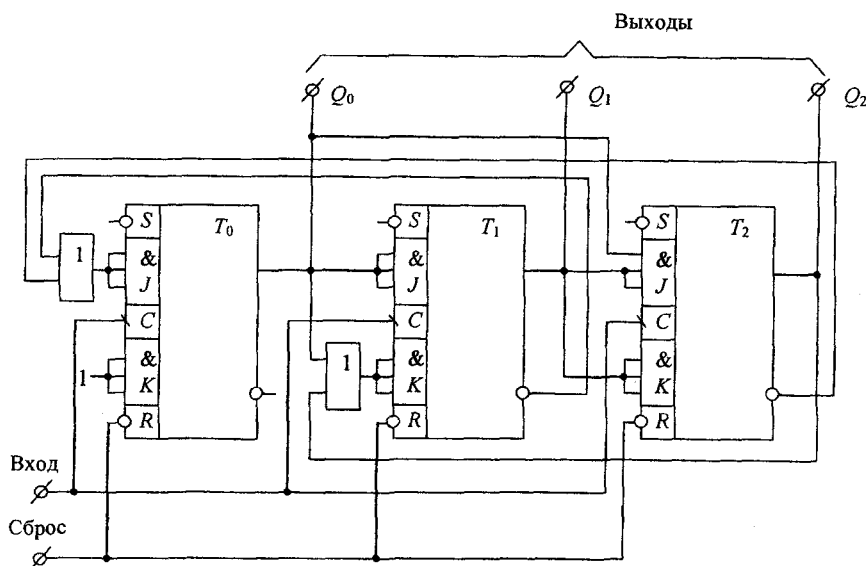 Выходы
Q0 Q1 Q2
S T0 S T1 S T2
1 & & &
J J J
C C C
& 1 & &
1 K K K
R R R
Вход
Сброс